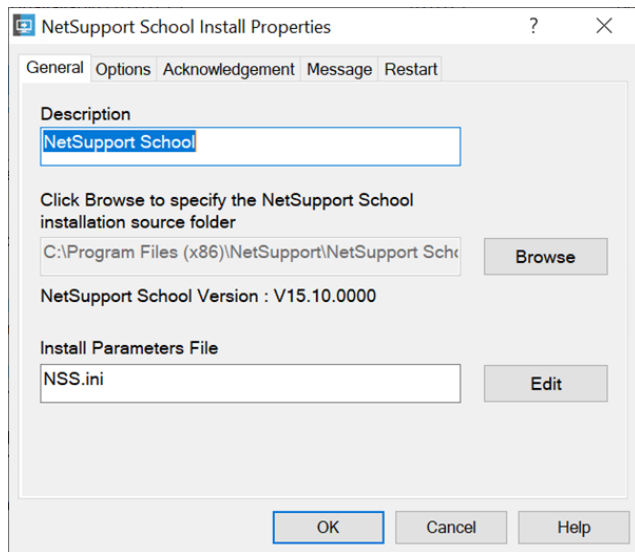 NetSupport School Install Properties
General Options Acknowledgement Message Restart
Description
NetSupport School
Click Browse to specify the NetSupport School
installation source folder
C:\Program Files (x86)\NetSupport\NetSupport Scho
Browse
NetSupport School Version : V15.10.0000
Install Parameters File
NSS.ini
Edit
OK Cancel Help